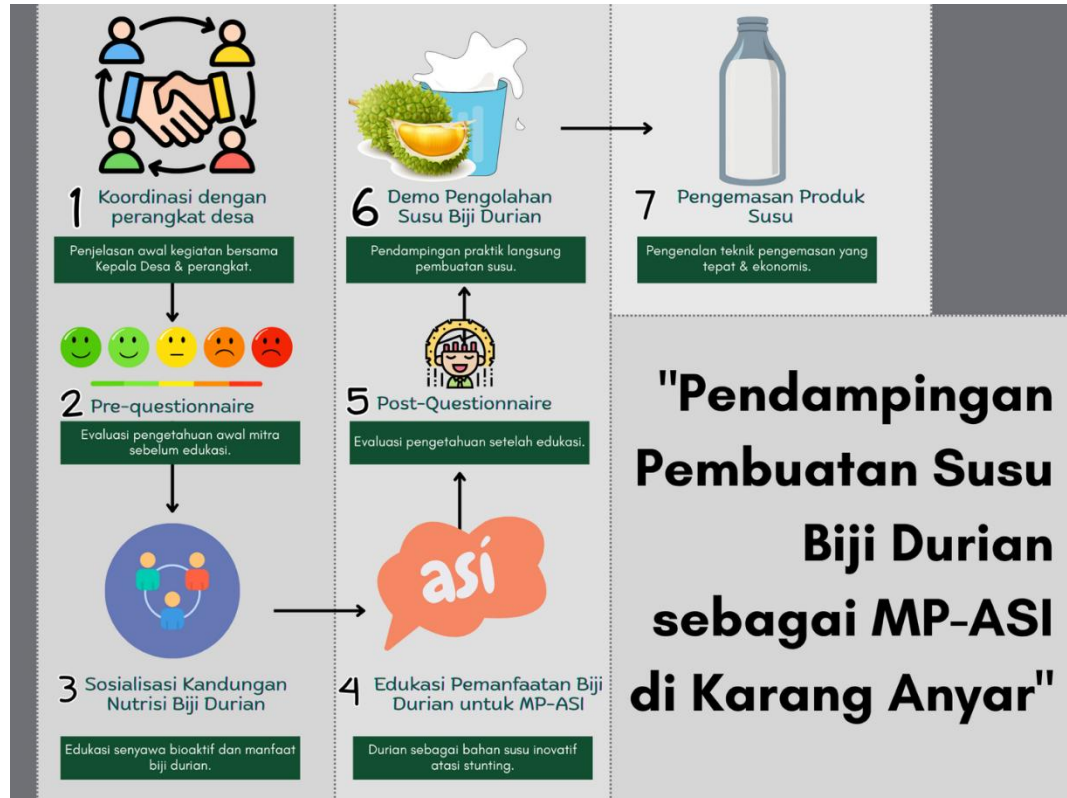 1 Koordinasi dengan
perangkat desa
Penjelasan awal kegiatan bersama
Kepala Desa & perangkat.
2 Pre-questionnaire
Evaluasi pengetahuan awal mitra
sebelum edukasi.
3 Sosialisasi Kandungan
Nutrisi Biji Durian
Edukasi senyawa bioaktif dan manfaat
biji durian.
asi
4 Edukasi Pemanfaatan Biji
Durian untuk MP-ASI
Durian sebagai bahan susu inovatif
atasi stunting.
5 Post-Questionnaire
Evaluasi pengetahuan setelah edukasi.
6 Demo Pengolahan
Susu Biji Durian
Pendampingan praktik langsung
pembuatan susu.
7 Pengemasan Produk
Susu
Pengenalan teknik pengemasan yang
tepat & ekonomis.
"Pendampingan
Pembuatan Susu
Biji Durian
sebagai MP-ASI
di Karang Anyar"